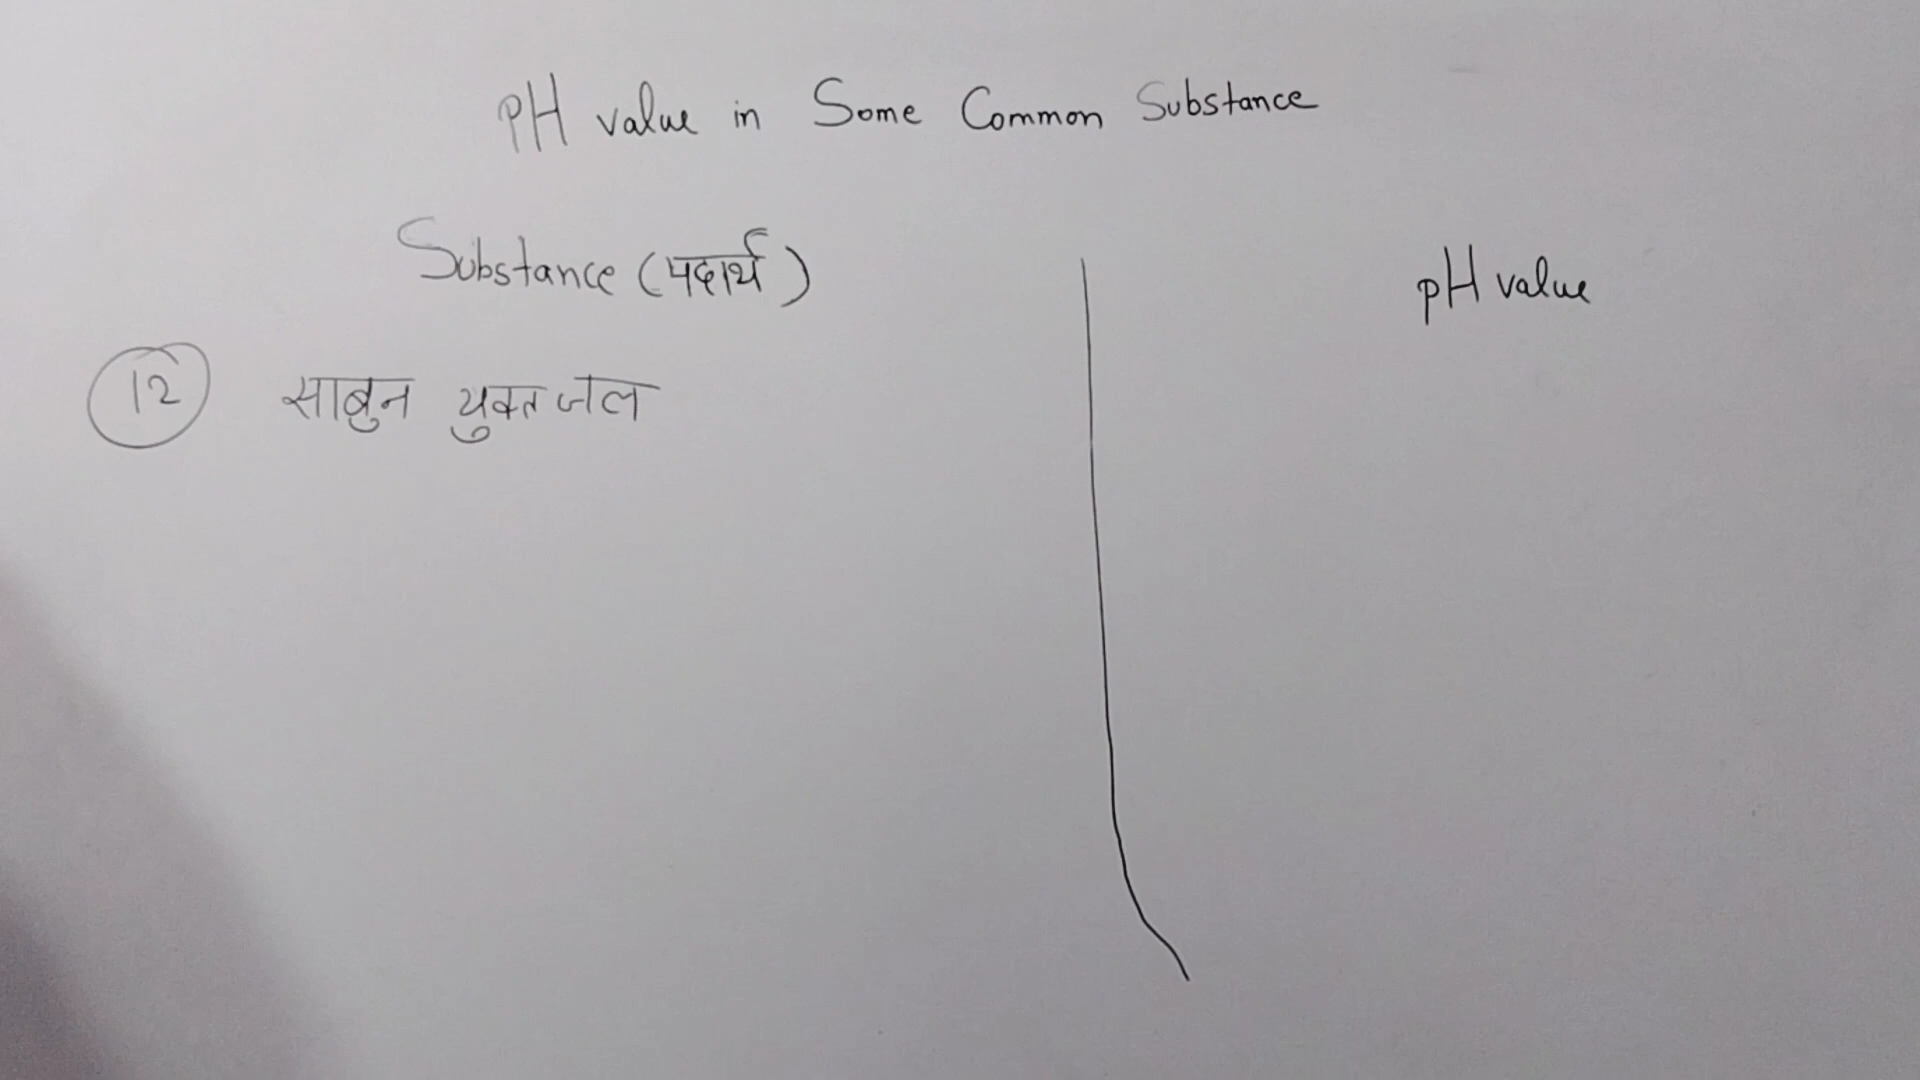 pH value in Some Common Substance
Substance (पदार्थ) pH value
12 साबुन युक्त जल